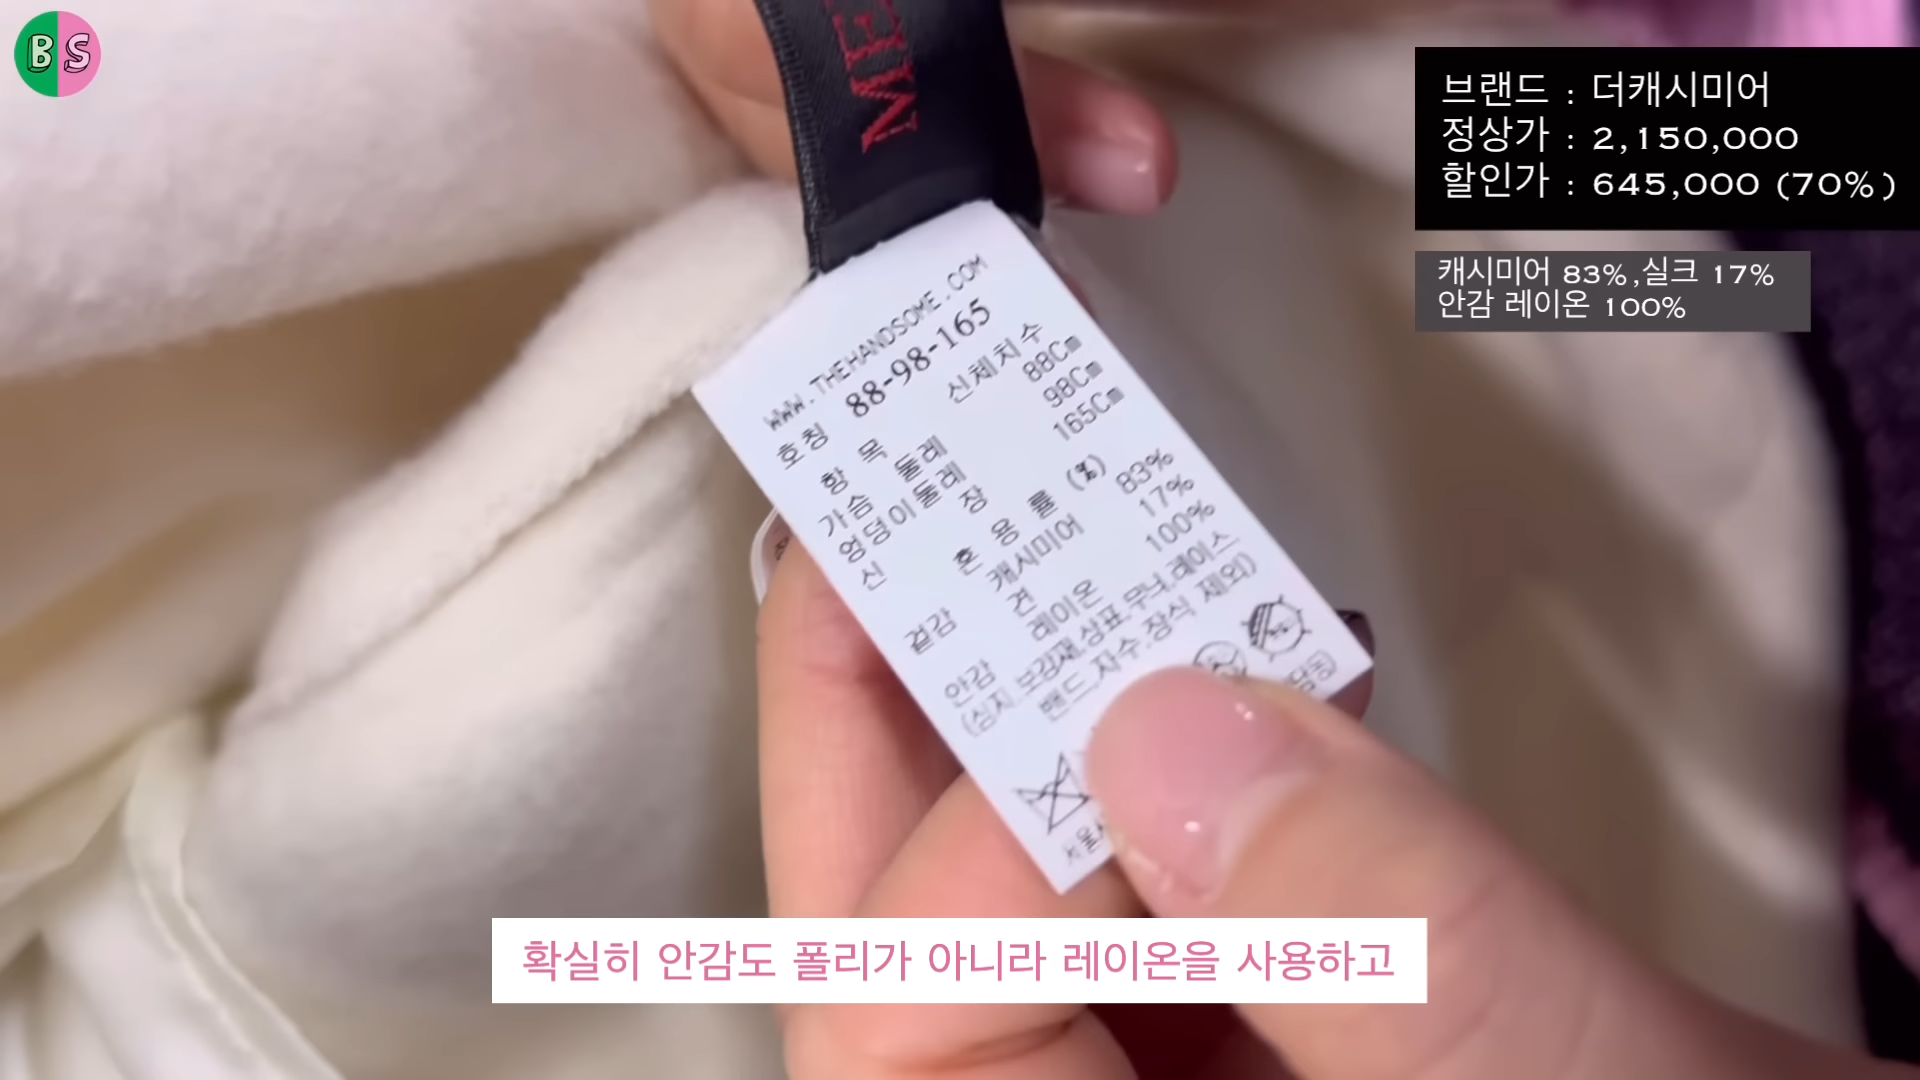 BS
브랜드 : 더캐시미어
정상가 : 2,150,000
할인가 : 645,000 (70%)
캐시미어 83%,실크 17%
안감 레이온 100%
ME
WWW.THEHANDSOME.COM
호칭 88-98-165
항 목 신체치수
가슴 둘레 88Cm
엉덩이둘레 98Cm
신 장 165Cm
혼 용 률 (%)
겉감 캐시미어 83%
견 17%
안감 레이온 100%
(심지.보강재.상표.무늬.레이스
밴드.자수.장식 제외)
확실히 안감도 폴리가 아니라 레이온을 사용하고